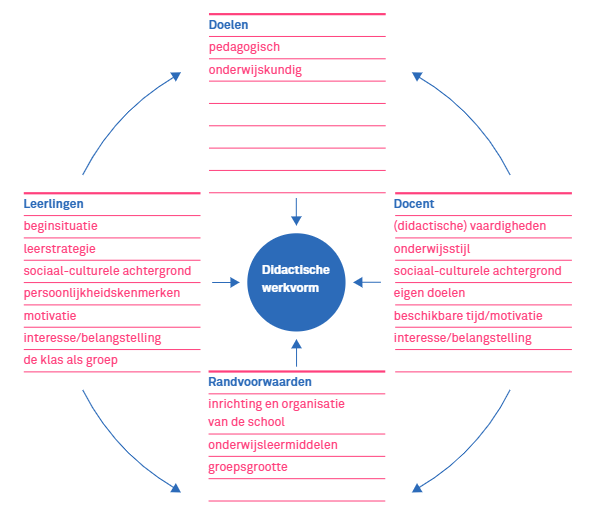 Doelen
pedagogisch
onderwijskundig
Leerlingen
beginsituatie
leerstrategie
sociaal-culturele achtergrond
persoonlijkheidskenmerken
motivatie
interesse/belangstelling
de klas als groep
Didactische
werkvorm
Docent
(didactische) vaardigheden
onderwijsstijl
sociaal-culturele achtergrond
eigen doelen
beschikbare tijd/motivatie
interesse/belangstelling
Randvoorwaarden
inrichting en organisatie
van de school
onderwijsleermiddelen
groepsgrootte